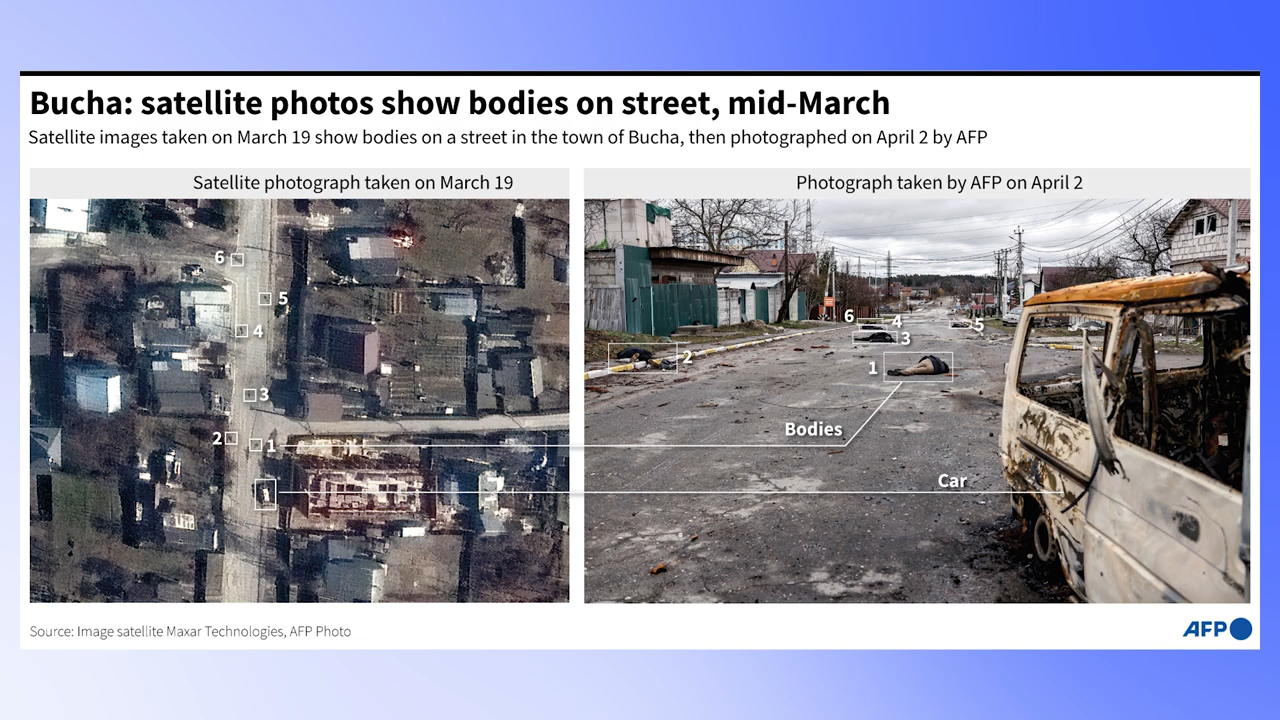 Bucha: satellite photos show bodies on street, mid-March
Satellite images taken on March 19 show bodies on a street in the town of Bucha, then photographed on April 2 by AFP
Satellite photograph taken on March 19
6
5
4
3
2
1
Photograph taken by AFP on April 2
6
4
5
3
2
1
Bodies
Car
Source: Image satellite Maxar Technologies, AFP Photo
AFP